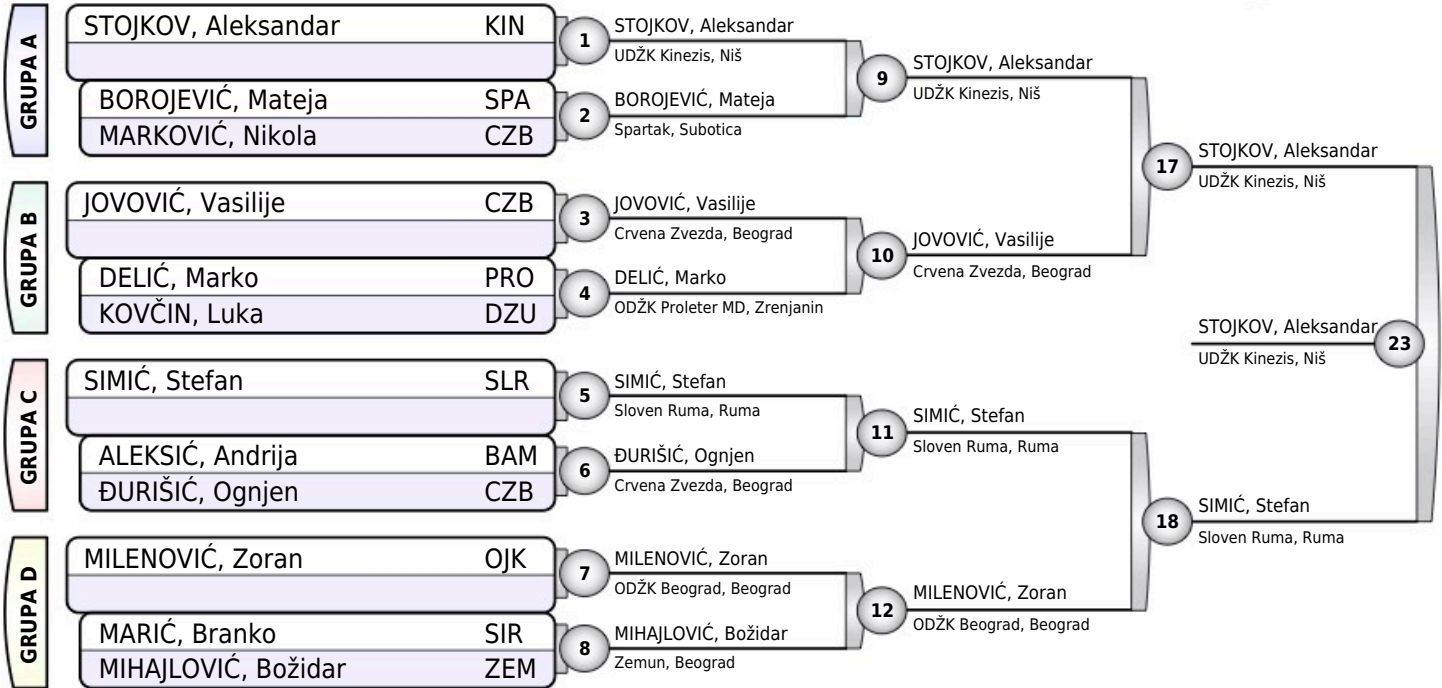 GRUPA A
STOJKOV, Aleksandar KIN
BOROJEVIĆ, Mateja SPA
MARKOVIĆ, Nikola CZB
GRUPA B
JOVOVIĆ, Vasilije CZB
DELIĆ, Marko PRO
KOVČIN, Luka DZU
GRUPA C
SIMIĆ, Stefan SLR
ALEKSIĆ, Andrija BAM
ĐURIŠIĆ, Ognjen CZB
GRUPA D
MILENOVIĆ, Zoran OJK
MARIĆ, Branko SIR
MIHAJLOVIĆ, Božidar ZEM
1
STOJKOV, Aleksandar
UDŽK Kinezis, Niš
2
BOROJEVIĆ, Mateja
Spartak, Subotica
3
JOVOVIĆ, Vasilije
Crvena Zvezda, Beograd
4
DELIĆ, Marko
ODŽK Proleter MD, Zrenjanin
5
SIMIĆ, Stefan
Sloven Ruma, Ruma
6
ĐURIŠIĆ, Ognjen
Crvena Zvezda, Beograd
7
MILENOVIĆ, Zoran
ODŽK Beograd, Beograd
8
MIHAJLOVIĆ, Božidar
Zemun, Beograd
9
STOJKOV, Aleksandar
UDŽK Kinezis, Niš
10
JOVOVIĆ, Vasilije
Crvena Zvezda, Beograd
11
SIMIĆ, Stefan
Sloven Ruma, Ruma
12
MILENOVIĆ, Zoran
ODŽK Beograd, Beograd
17
STOJKOV, Aleksandar
UDŽK Kinezis, Niš
18
SIMIĆ, Stefan
Sloven Ruma, Ruma
STOJKOV, Aleksandar
UDŽK Kinezis, Niš
23